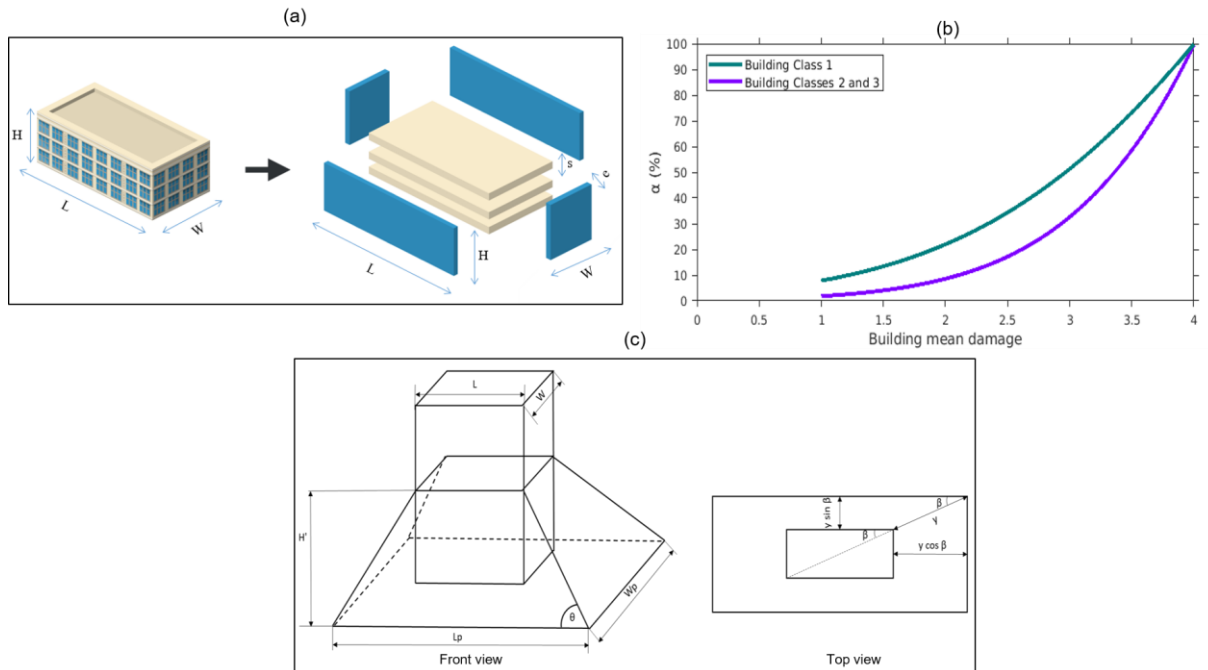 (a)
H
L
W
s
e
H
L
W
(b)
100
90
80
70
60
50
40
30
20
10
0
α (%)
Building Class 1
Building Classes 2 and 3
0 0.5 1 1.5 2 2.5 3 3.5 4
Building mean damage
(c)
L
W
H'
θ
Wp
Lp
Front view
y sin β
β
y
β
y cos β
Top view